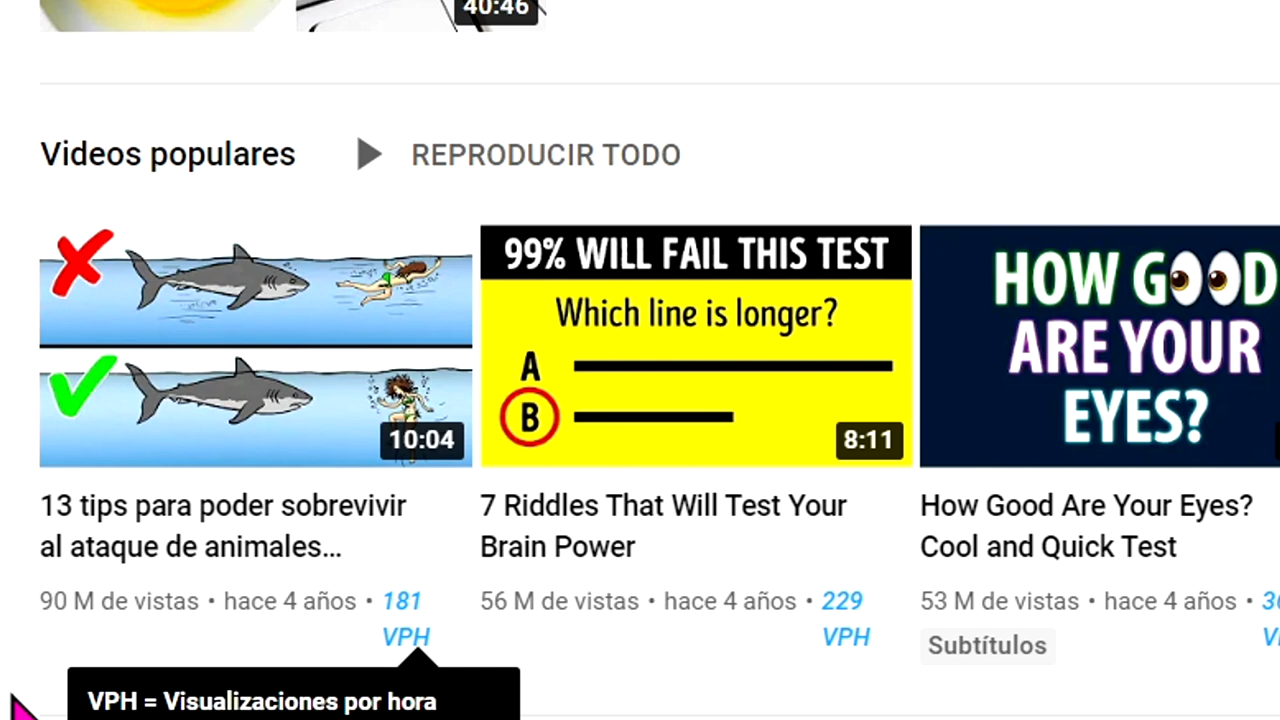 40:46
Videos populares
REPRODUCIR TODO
10:04
99% WILL FAIL THIS TEST
Which line is longer?
A
B
8:11
HOW GOOD
ARE YOUR
EYES?
13 tips para poder sobrevivir
al ataque de animales...
90 M de vistas • hace 4 años • 181
VPH
7 Riddles That Will Test Your
Brain Power
56 M de vistas • hace 4 años • 229
VPH
How Good Are Your Eyes?
Cool and Quick Test
53 M de vistas • hace 4 años •
Subtítulos
VPH = Visualizaciones por hora